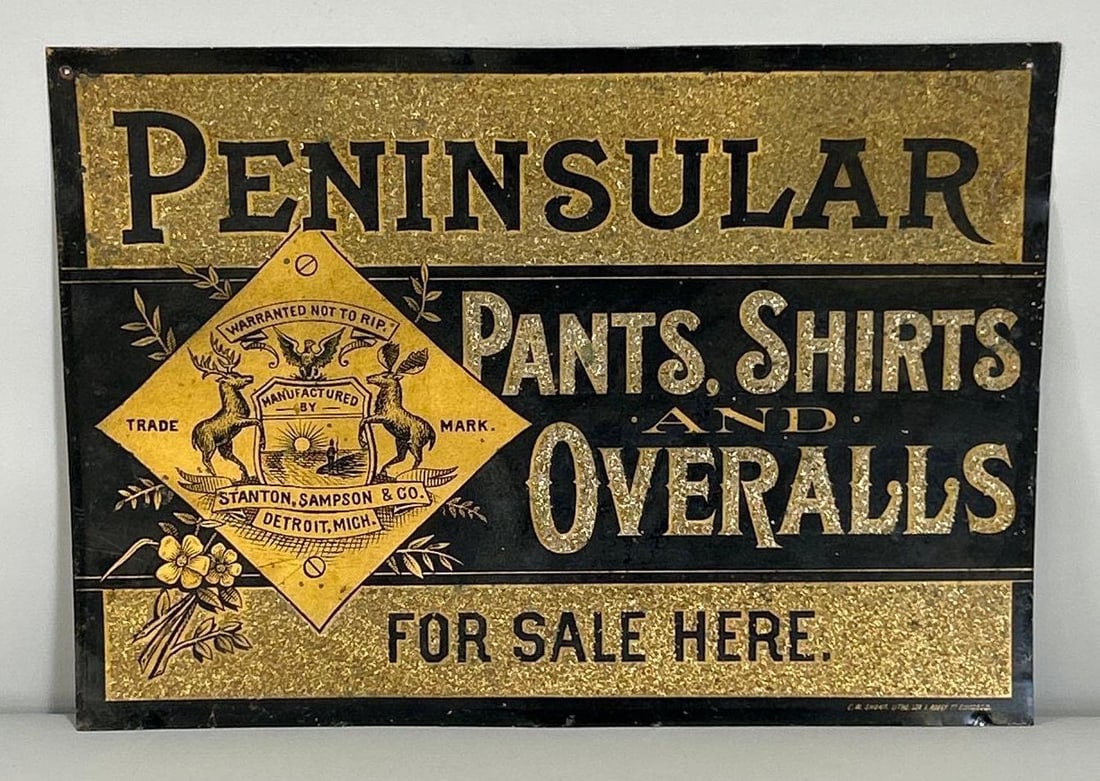 PENINSULAR
"WARRANTED NOT TO RIP."
TRADE MARK.
MANUFACTURED
BY
STANTON, SAMPSON & CO.
DETROIT, MICH.
PANTS, SHIRTS
· AND ·
OVERALLS
FOR SALE HERE.
LITHO.